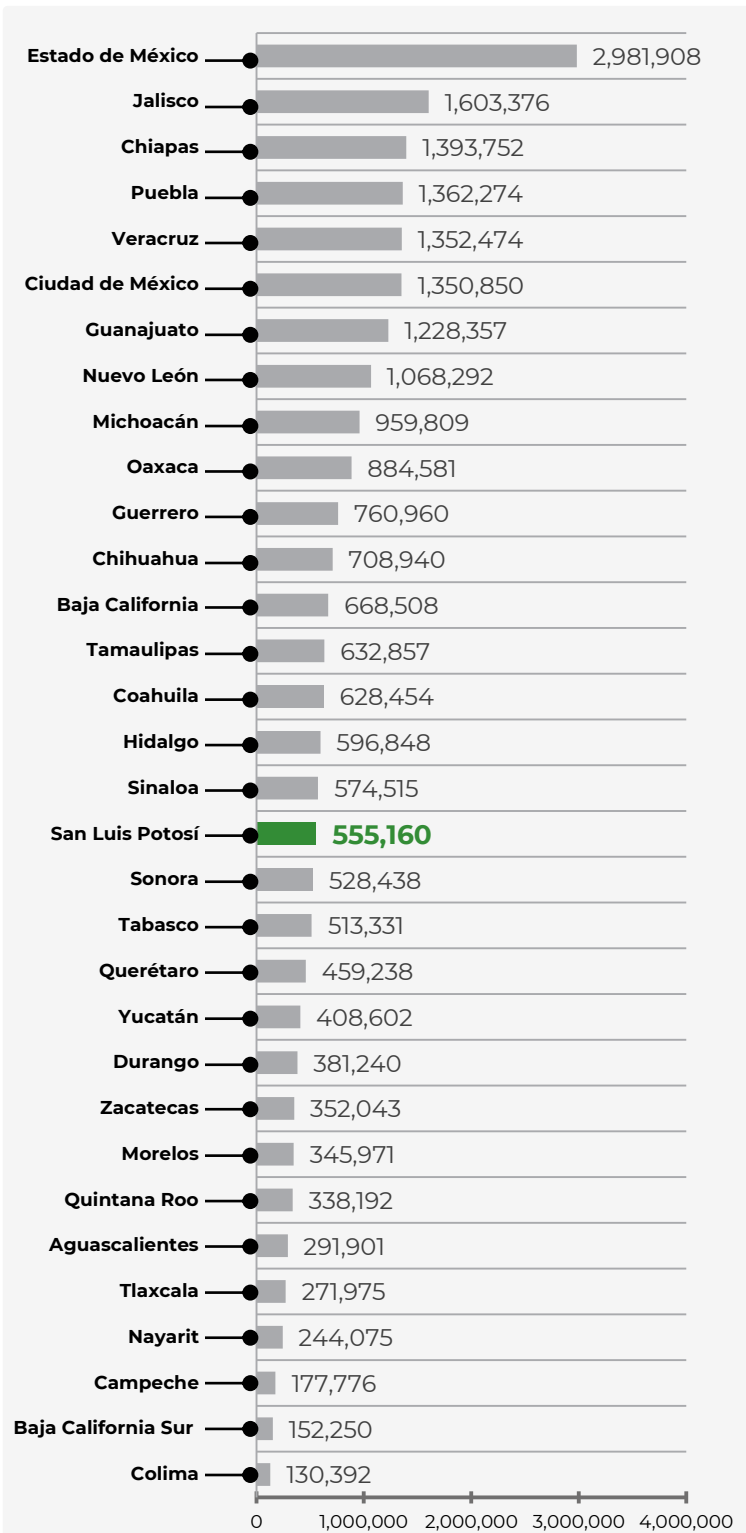 Estado de México 2,981,908
Jalisco 1,603,376
Chiapas 1,393,752
Puebla 1,362,274
Veracruz 1,352,474
Ciudad de México 1,350,850
Guanajuato 1,228,357
Nuevo León 1,068,292
Michoacán 959,809
Oaxaca 884,581
Guerrero 760,960
Chihuahua 708,940
Baja California 668,508
Tamaulipas 632,857
Coahuila 628,454
Hidalgo 596,848
Sinaloa 574,515
San Luis Potosí 555,160
Sonora 528,438
Tabasco 513,331
Querétaro 459,238
Yucatán 408,602
Durango 381,240
Zacatecas 352,043
Morelos 345,971
Quintana Roo 338,192
Aguascalientes 291,901
Tlaxcala 271,975
Nayarit 244,075
Campeche 177,776
Baja California Sur 152,250
Colima 130,392
0 1,000,000 2,000,000 3,000,000 4,000,000